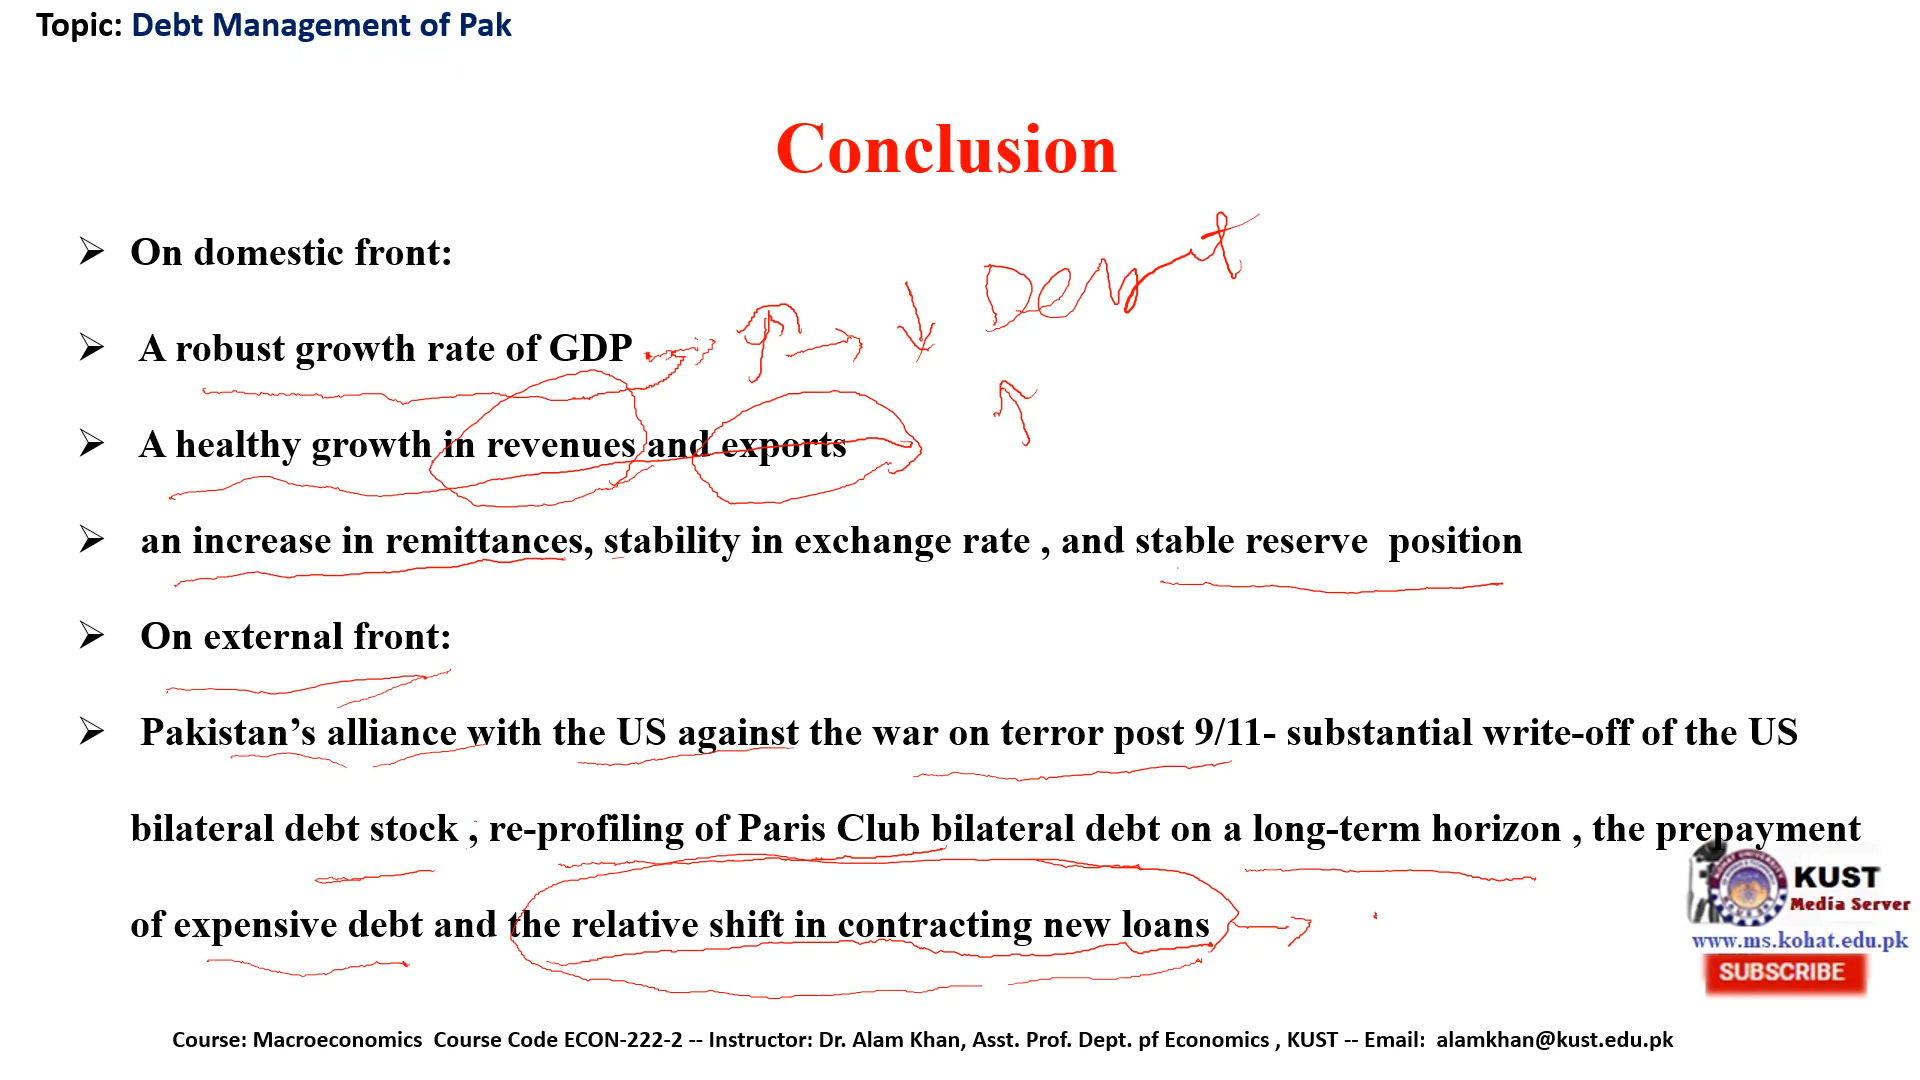 Topic: Debt Management of Pak
Conclusion
➢ On domestic front:
➢ A robust growth rate of GDP
➢ A healthy growth in revenues and exports
➢ an increase in remittances, stability in exchange rate , and stable reserve position
➢ On external front:
➢ Pakistan’s alliance with the US against the war on terror post 9/11- substantial write-off of the US
bilateral debt stock , re-profiling of Paris Club bilateral debt on a long-term horizon , the prepayment
of expensive debt and the relative shift in contracting new loans
KUST
Media Server
www.ms.kohat.edu.pk
SUBSCRIBE
Course: Macroeconomics Course Code ECON-222-2 -- Instructor: Dr. Alam Khan, Asst. Prof. Dept. pf Economics , KUST -- Email: alamkhan@kust.edu.pk